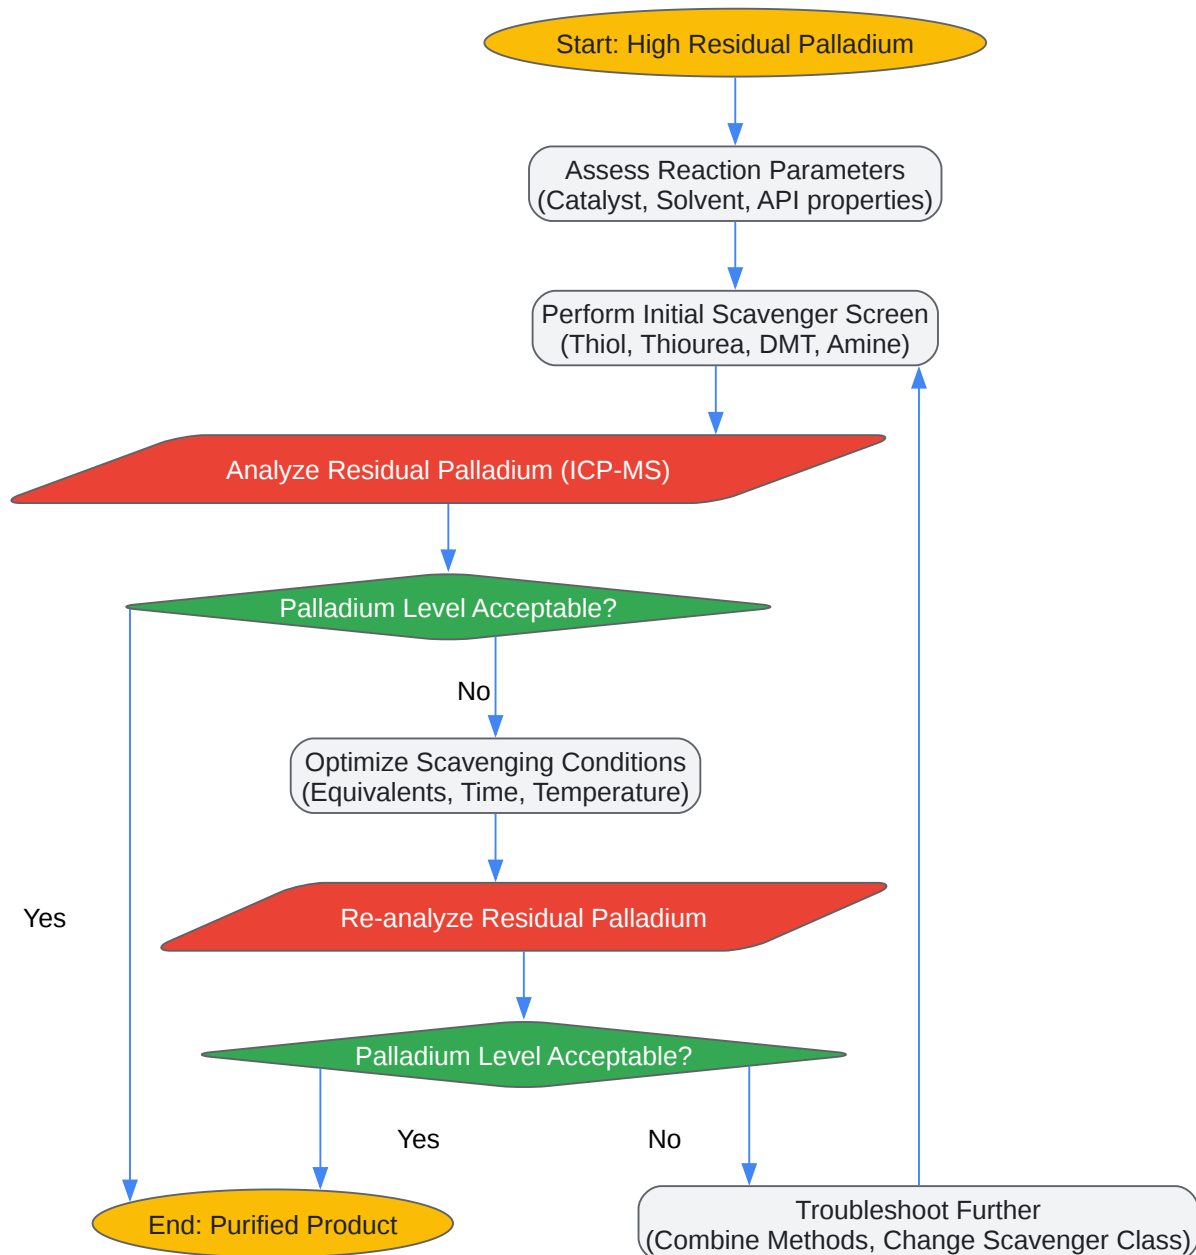 Start: High Residual Palladium
Assess Reaction Parameters
(Catalyst, Solvent, API properties)
Perform Initial Scavenger Screen
(Thiol, Thiourea, DMT, Amine)
Analyze Residual Palladium (ICP-MS)
Palladium Level Acceptable?
No
Optimize Scavenging Conditions
(Equivalents, Time, Temperature)
Yes
Re-analyze Residual Palladium
Palladium Level Acceptable?
Yes
No
End: Purified Product
Troubleshoot Further
(Combine Methods, Change Scavenger Class)